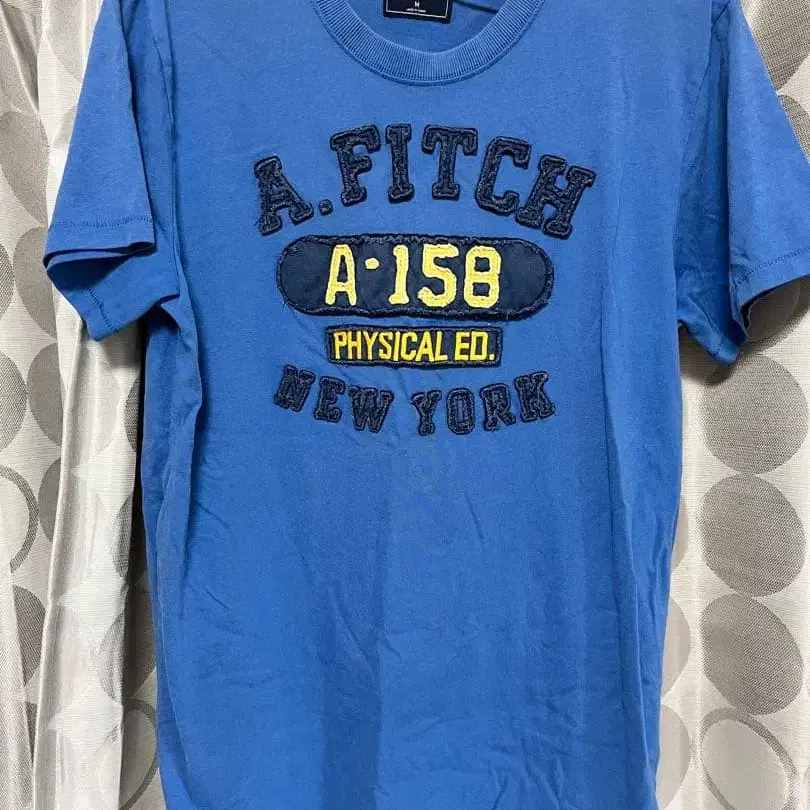 M
A.FITCH
A·158
PHYSICAL ED.
NEW YORK